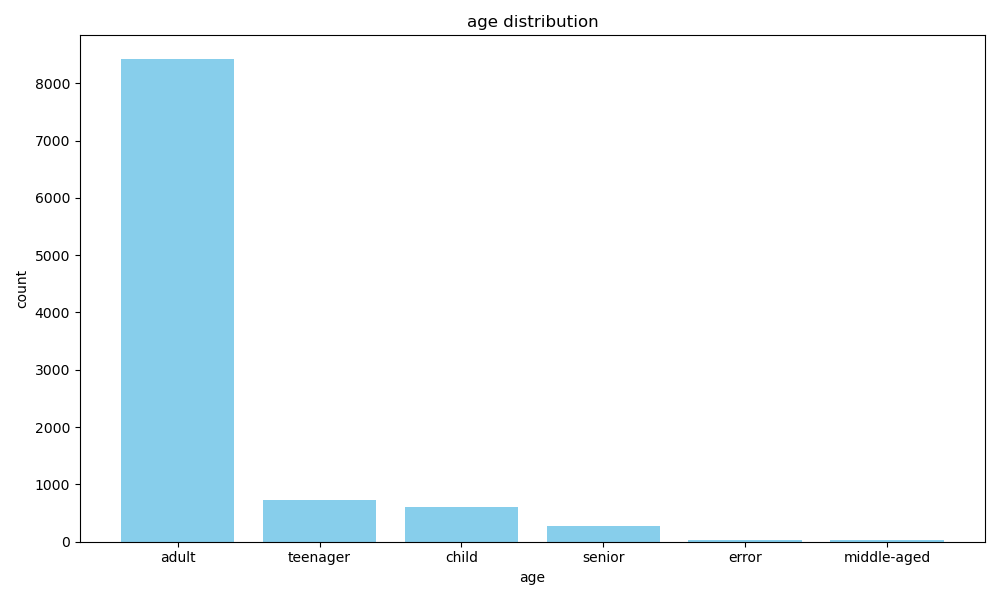 age distribution
count
8000
7000
6000
5000
4000
3000
2000
1000
0
adult teenager child senior error middle-aged
age